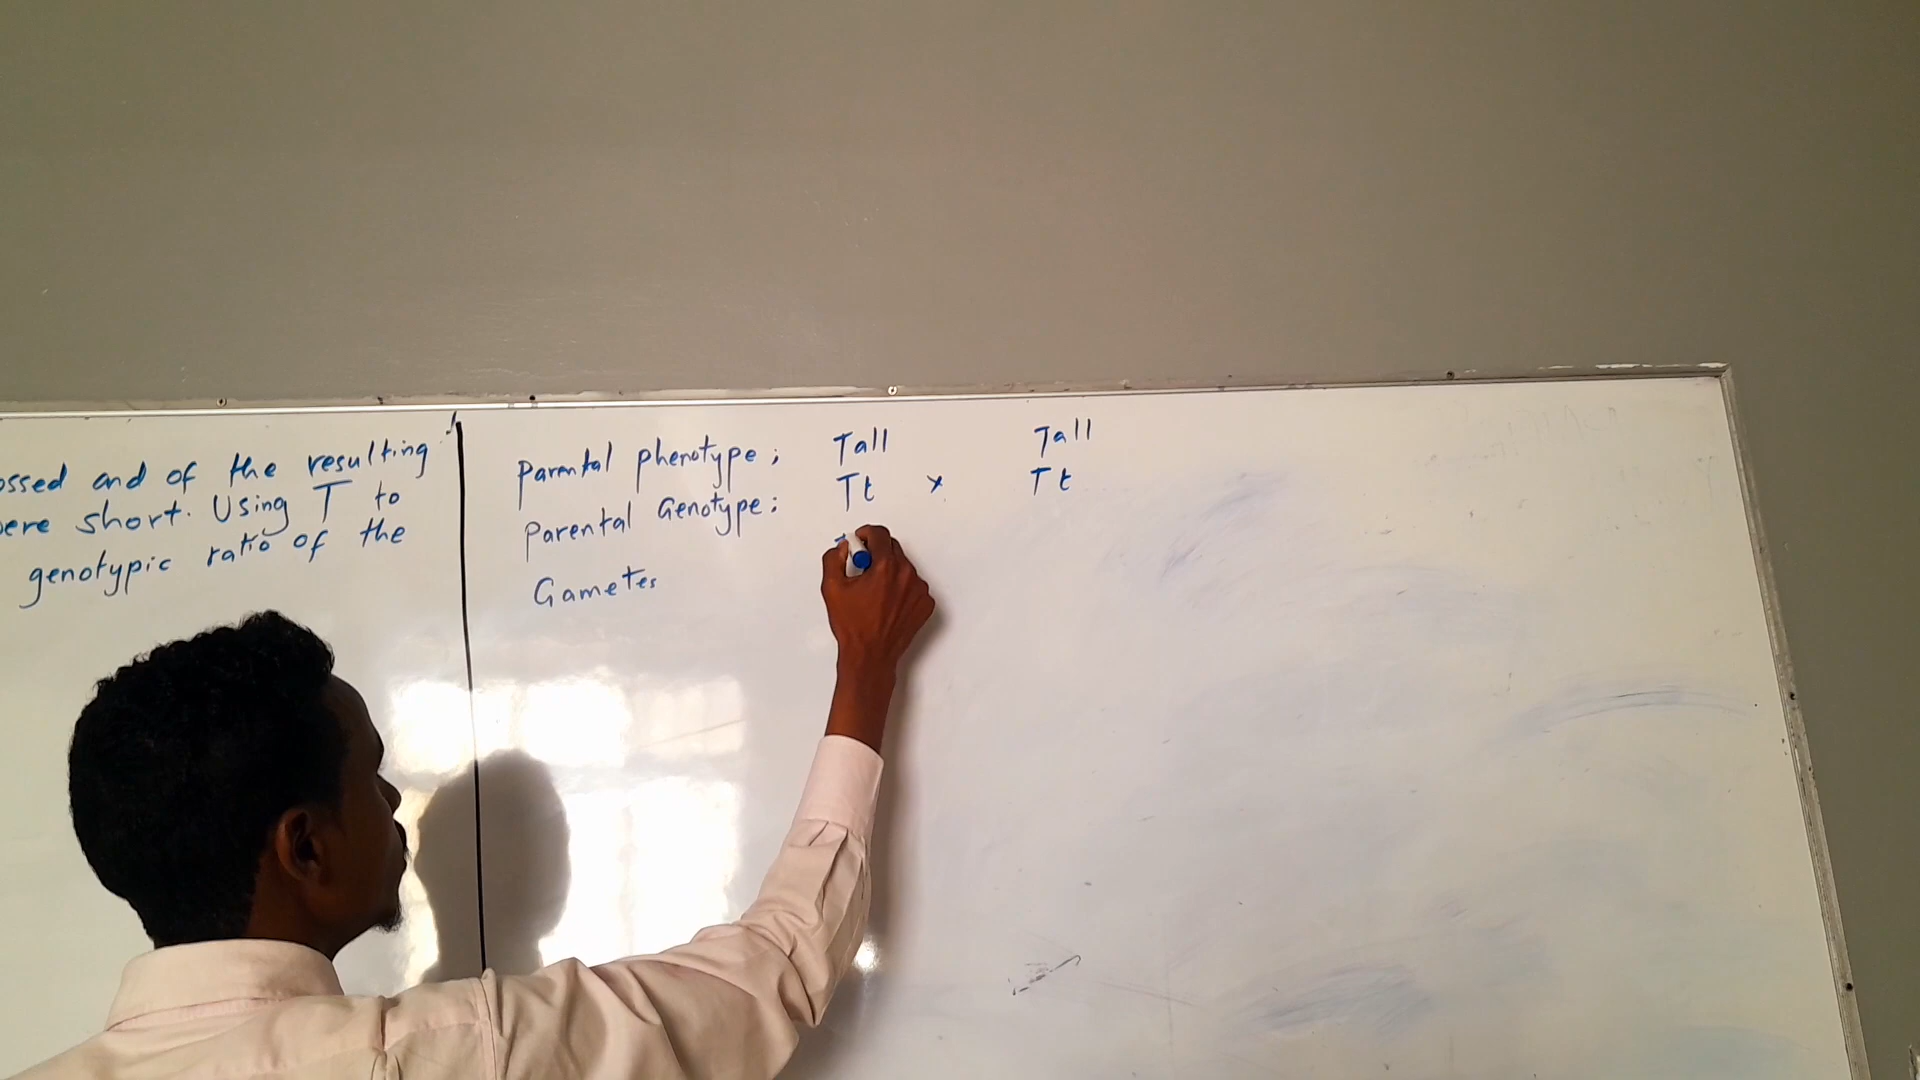 ossed and of the resulting
ere short. Using T to
genotypic ratio of the
Parental phenotype; Tall Tall
Parental Genotype: Tt x Tt
Gametes